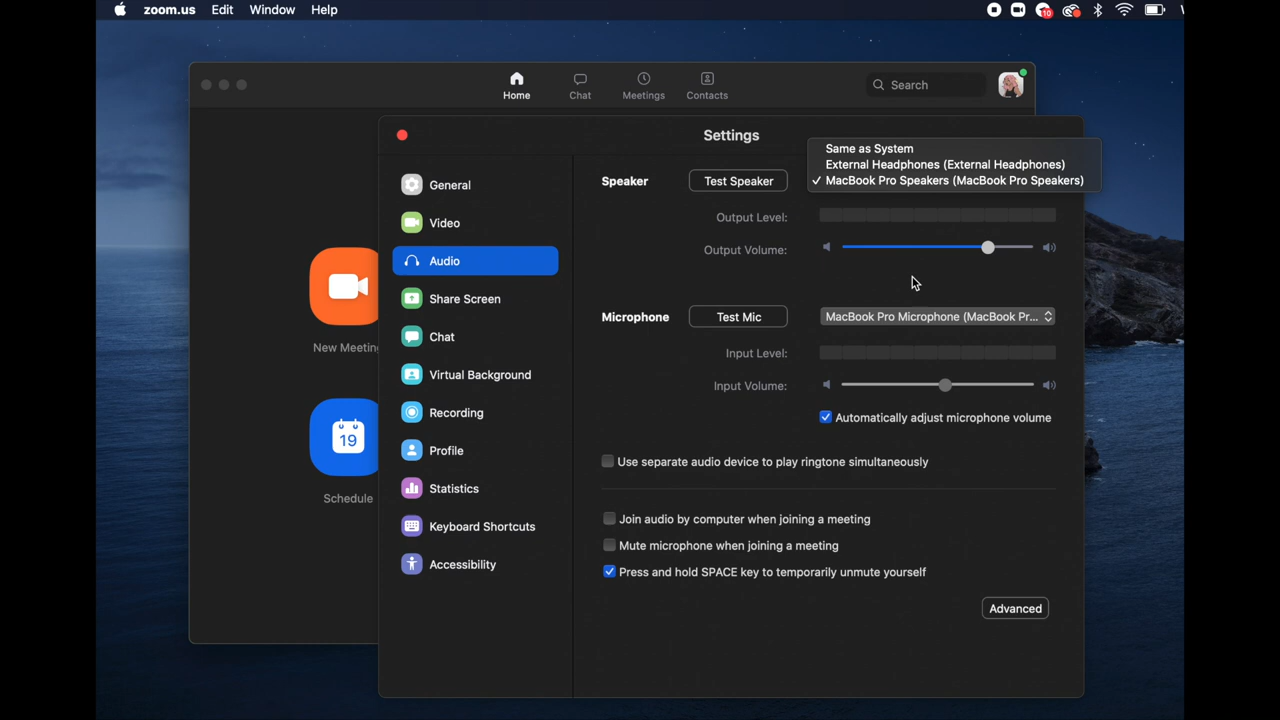 zoom.us Edit Window Help
10
Home Chat Meetings Contacts
Search
Settings
General
Video
Audio
Share Screen
Chat
Virtual Background
Recording
Profile
Statistics
Keyboard Shortcuts
Accessibility
New Meeting
19
Schedule
Speaker Test Speaker
Same as System
External Headphones (External Headphones)
✓ MacBook Pro Speakers (MacBook Pro Speakers)
Output Level:
Output Volume:
Microphone Test Mic MacBook Pro Microphone (MacBook Pr...
Input Level:
Input Volume:
Automatically adjust microphone volume
Use separate audio device to play ringtone simultaneously
Join audio by computer when joining a meeting
Mute microphone when joining a meeting
Press and hold SPACE key to temporarily unmute yourself
Advanced